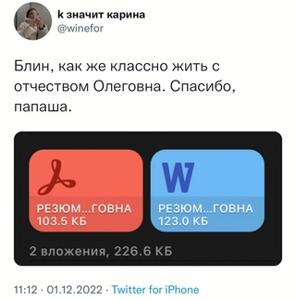 k значит карина
@winefor
Блин, как же классно жить с
отчеством Олеговна. Спасибо,
папаша.
W
РЕЗЮМ...ГОВНА
103.5 КБ
РЕЗЮМ...ГОВНА
123.0 КБ
2 вложения, 226.6 КБ
11:12 · 01.12.2022 · Twitter for iPhone